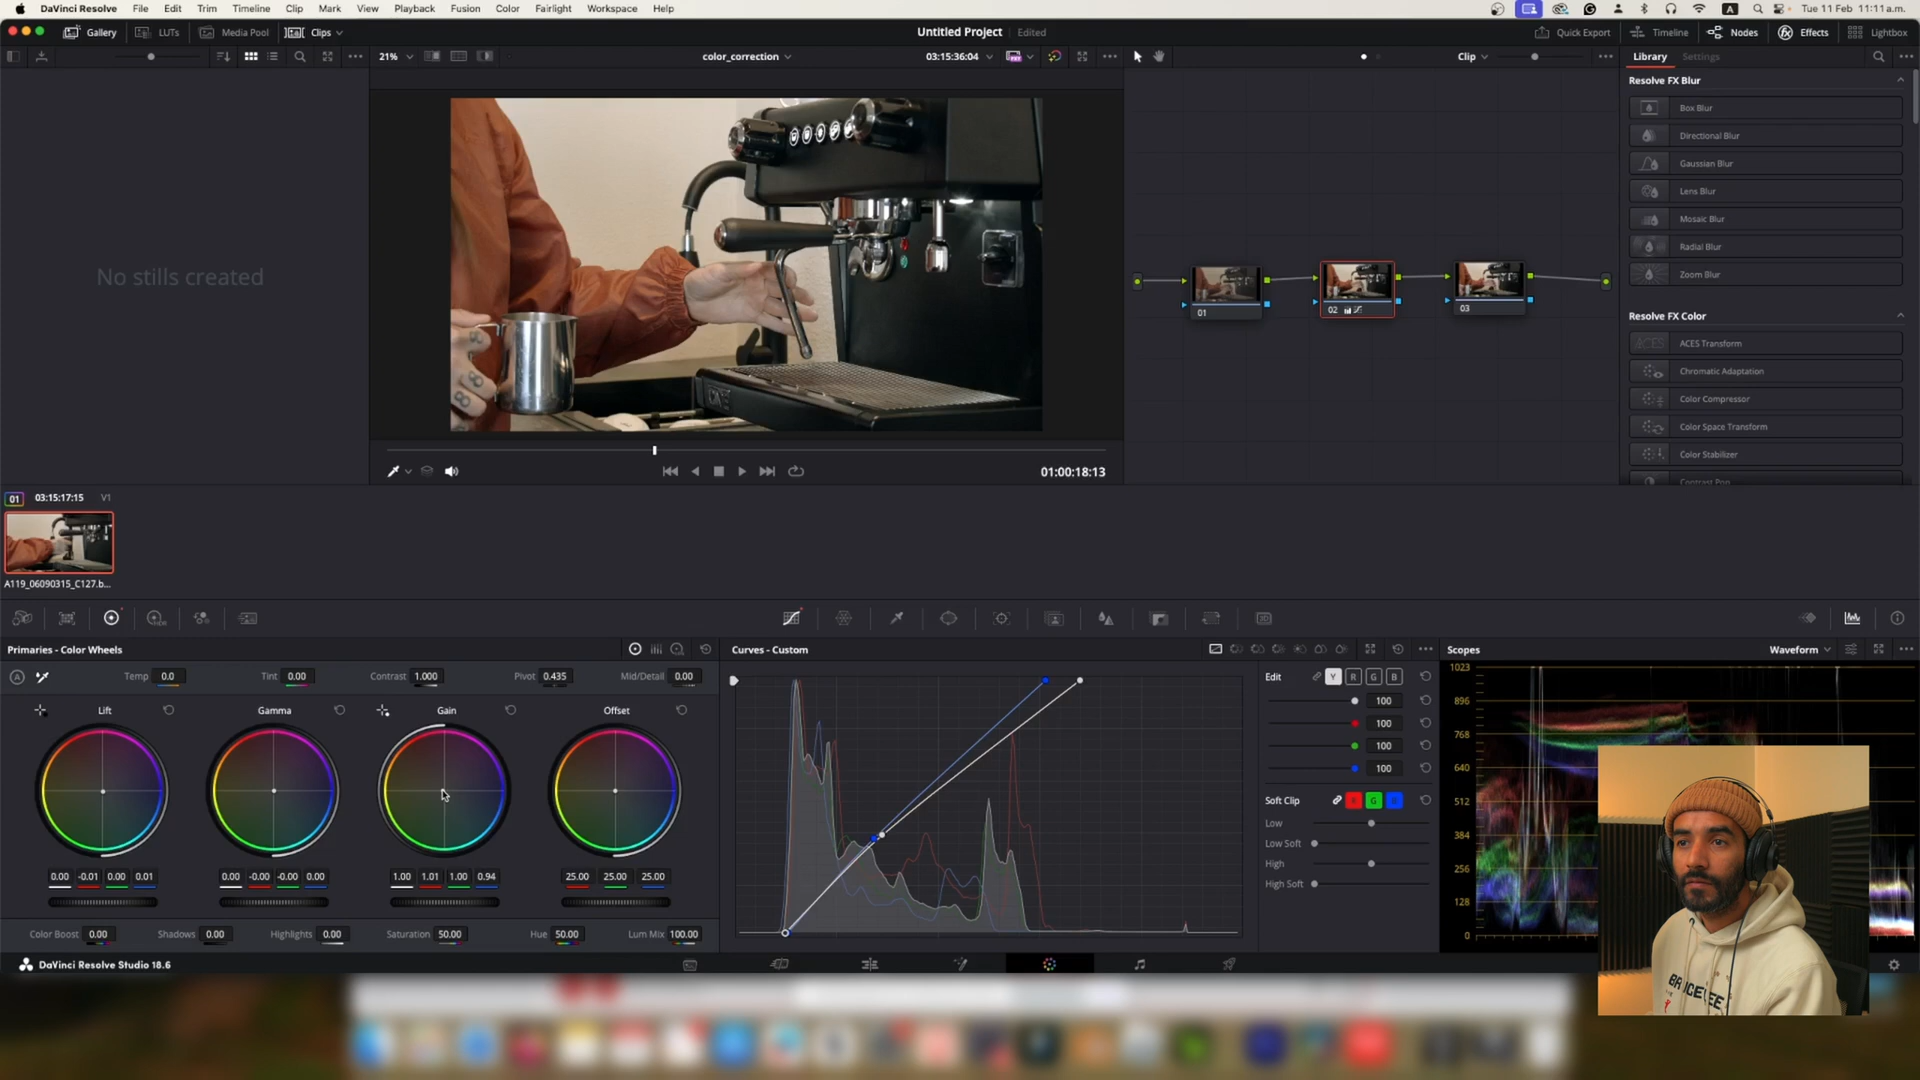 DaVinci Resolve File Edit Trim Timeline Clip Mark View Playback Fusion Color Fairlight Workspace Help
A Tue 11 Feb 11:11 a.m.
Gallery LUTs Media Pool Clips Untitled Project Edited Quick Export Timeline Nodes Effects Lightbox
21% color_correction 03:15:36:04 Clip Library Settings
Resolve FX Blur
Box Blur
Directional Blur
Gaussian Blur
Lens Blur
Mosaic Blur
Radial Blur
Zoom Blur
No stills created
01 02 03
Resolve FX Color
ACES Transform
Chromatic Adaptation
Color Compressor
Color Space Transform
Color Stabilizer
Contrast Pop
01:00:18:13
01 03:15:17:15 V1
A119_06090315_C127.b...
Primaries - Color Wheels Curves - Custom Scopes Waveform
Temp 0.0 Tint 0.00 Contrast 1.000 Pivot 0.435 Mid/Detail 0.00
Edit Y R G B
Lift Gamma Gain Offset
100
100
100
100
Soft Clip R G B
Low
Low Soft
High
High Soft
1023
896
768
640
512
384
256
128
0
0.00 -0.01 0.00 0.01 0.00 -0.00 -0.00 0.00 1.00 1.01 1.00 0.94 25.00 25.00 25.00
Color Boost 0.00 Shadows 0.00 Highlights 0.00 Saturation 50.00 Hue 50.00 Lum Mix 100.00
DaVinci Resolve Studio 18.6